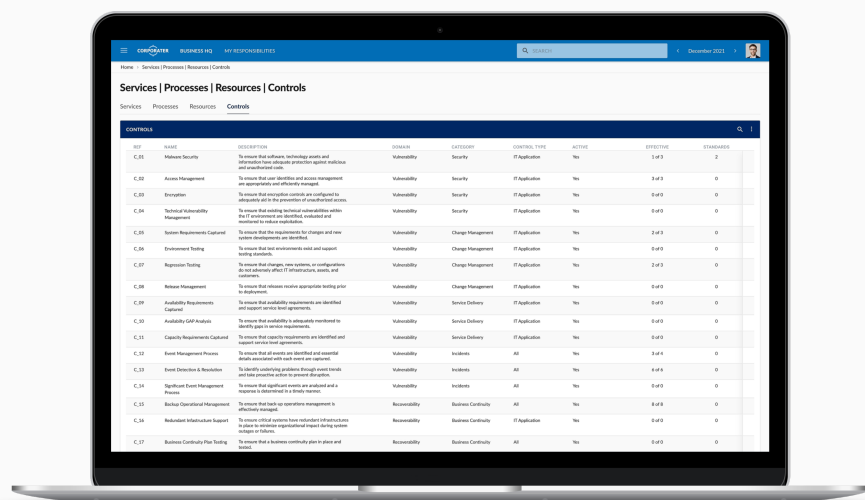 CORPORATER BUSINESS HQ MY RESPONSIBILITIES SEARCH December 2021
Home > Services | Processes | Resources | Controls
Services | Processes | Resources | Controls
Services Processes Resources Controls
CONTROLS
REF NAME DESCRIPTION DOMAIN CATEGORY CONTROL TYPE ACTIVE EFFECTIVE STANDARDS
C_01 Malware Security To ensure that software, technology assets and Vulnerability Security IT Application Yes 1 of 3 2
information have adequate protection against malicious
and unauthorized code.
C_02 Access Management To ensure that user identities and access management Vulnerability Security IT Application Yes 3 of 3 0
are appropriately and efficiently managed.
C_03 Encryption To ensure that encryption controls are configured to Vulnerability Security IT Application Yes 0 of 0 0
adequately aid in the prevention of unauthorized access.
C_04 Technical Vulnerability To ensure that existing technical vulnerabilities within Vulnerability Security IT Application Yes 0 of 0 0
Management the IT environment are identified, evaluated and
monitored to reduce exploitation.
C_05 System Requirements Captured To ensure that the requirements for changes and new Vulnerability Change Management IT Application Yes 2 of 3 0
system developments are identified.
C_06 Environment Testing To ensure that test environments exist and support Vulnerability Change Management IT Application Yes 0 of 0 0
testing standards.
C_07 Regression Testing To ensure that changes, new systems, or configurations Vulnerability Change Management IT Application Yes 2 of 3 0
do not adversely affect IT infrastructure, assets, and
customers.
C_08 Release Management To ensure that releases receive appropriate testing prior Vulnerability Change Management IT Application Yes 0 of 0 0
to deployment.
C_09 Availability Requirements To ensure that availability requirements are identified Vulnerability Service Delivery IT Application Yes 0 of 0 0
Captured and support service level agreements.
C_10 Availabilty GAP Analysis To ensure that availability is adequately monitored to Vulnerability Service Delivery IT Application Yes 0 of 0 0
identify gaps in service requirements.
C_11 Capacity Requirements Captured To ensure that capacity requirements are identified and Vulnerability Service Delivery IT Application Yes 0 of 0 0
support service level agreements.
C_12 Event Management Process To ensure that all events are identified and essential Vulnerability Incidents All Yes 3 of 4 0
details associated with each event are captured.
C_13 Event Detection & Resolution To identify underlying problems through event trends Vulnerability Incidents All Yes 6 of 6 0
and take proactive action to prevent disruption.
C_14 Significant Event Management To ensure that significant events are analyzed and a Vulnerability Incidents All Yes 0 of 0 0
Process response is determined in a timely manner.
C_15 Backup Operational Management To ensure that back up operations management is Recoverability Business Continuity All Yes 8 of 8 0
effectively managed.
C_16 Redundant Infrastructure Support To ensure critical systems have redundant infrastructures Recoverability Business Continuity IT Application Yes 0 of 0 0
in place to minimize organizational impact during system
outages or failures.
C_17 Business Continuity Plan Testing To ensure that a business continuity plan in place and Recoverability Business Continuity All Yes 0 of 0 0
tested.